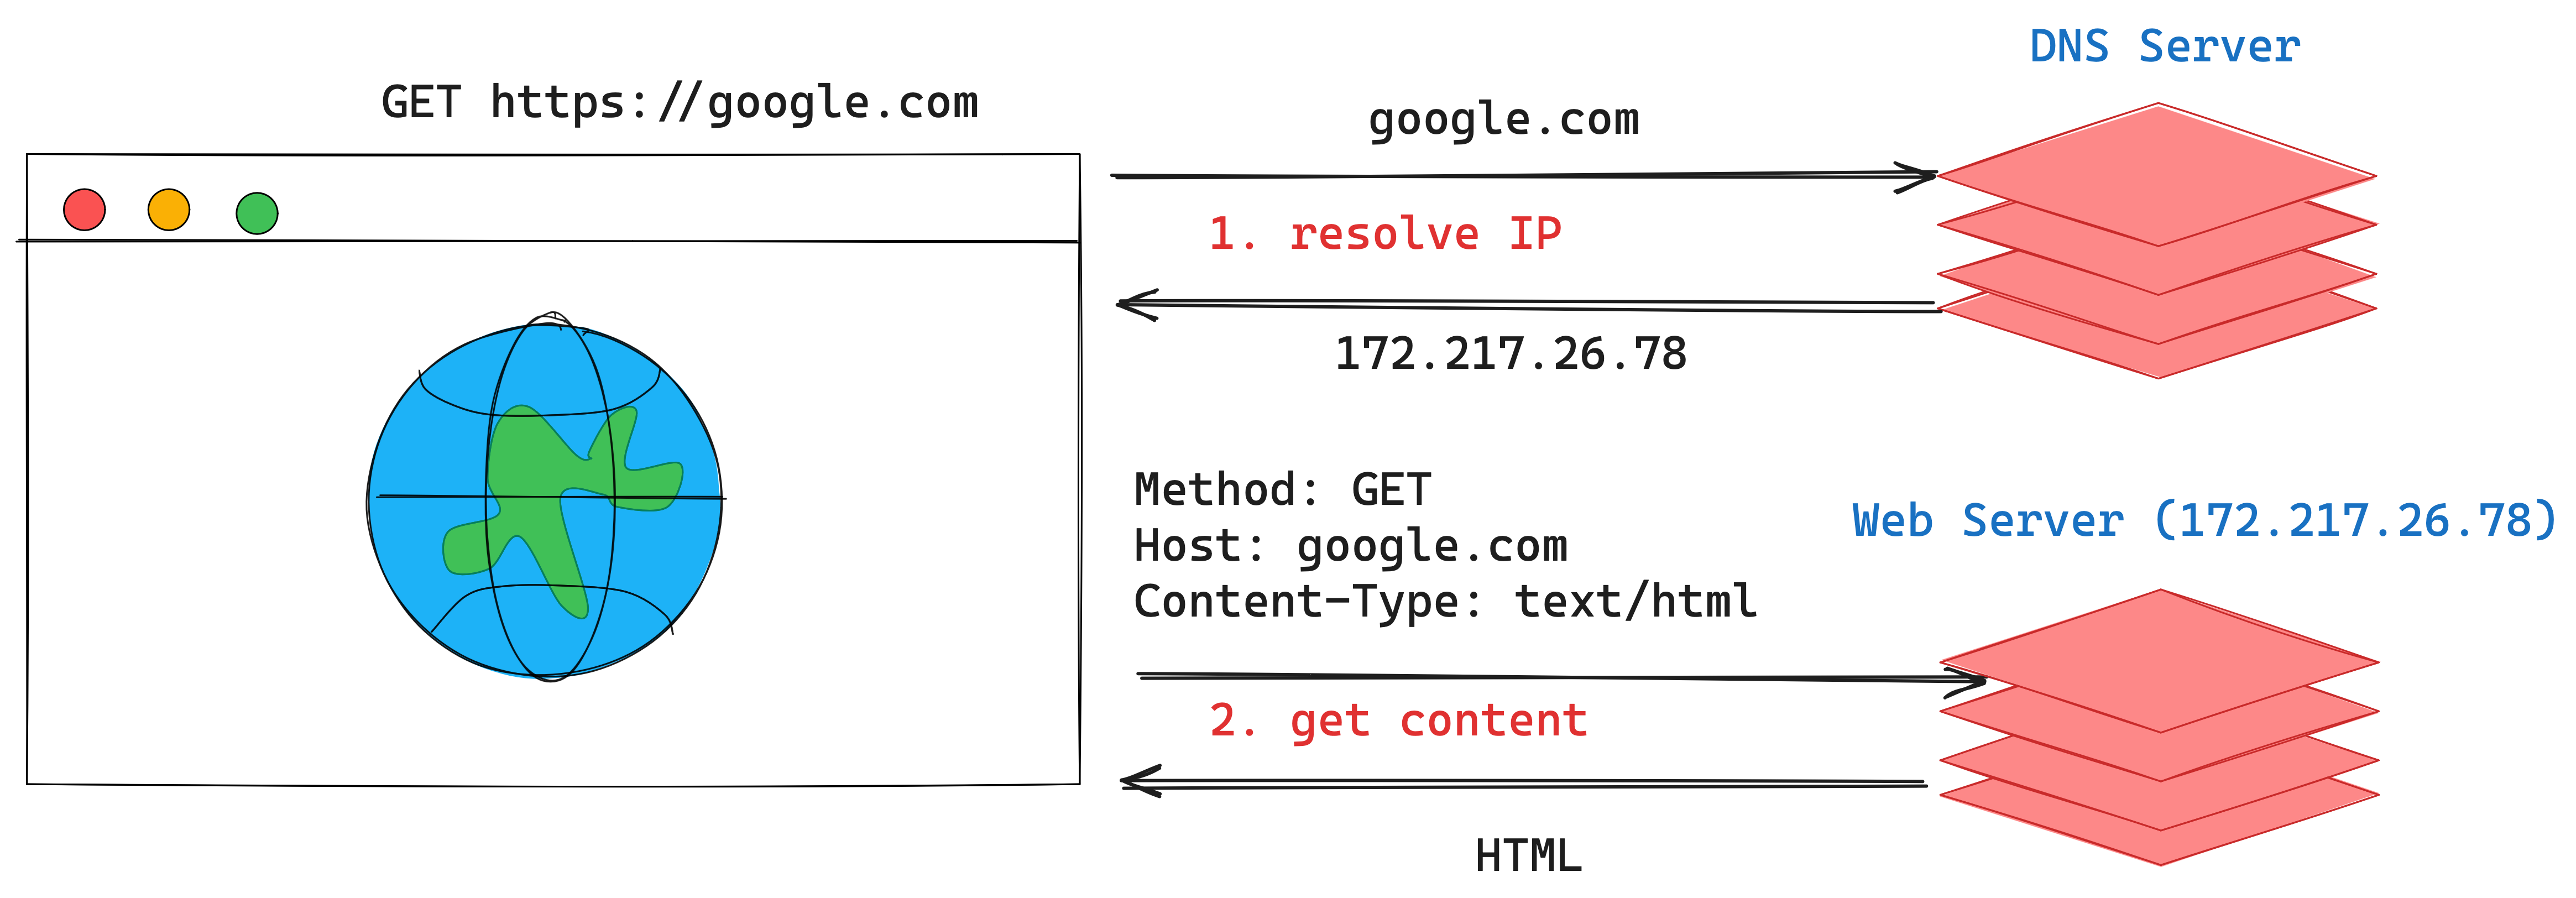 GET https://google.com
DNS Server
google.com
1. resolve IP
172.217.26.78
Method: GET
Host: google.com
Content-Type: text/html
Web Server (172.217.26.78)
2. get content
HTML